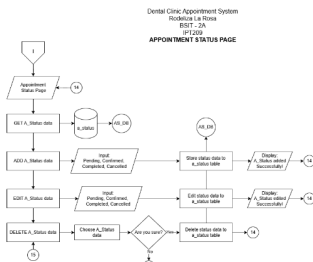 Dental Clinic Appointment System
Rodeliza La Rosa
BSIT - 2A
IPT209
APPOINTMENT STATUS PAGE
Appointment
Status Page
14
GET A_Status data
a_status
AS_DB
AS_DB
ADD A_Status data
Input
Pending, Confirmed,
Completed, Cancelled
Store status data to
a_status table
Display:
A_Status added
Successfully!
14
EDIT A_Status data
Input
Pending, Confirmed,
Completed, Cancelled
Edit status data to
a_status table
Display:
A_Status edited
Successfully!
14
DELETE A_Status data
Choose A_Status
data
Are you sure?
Yes
Delete status data to
a_status table
14
No
15